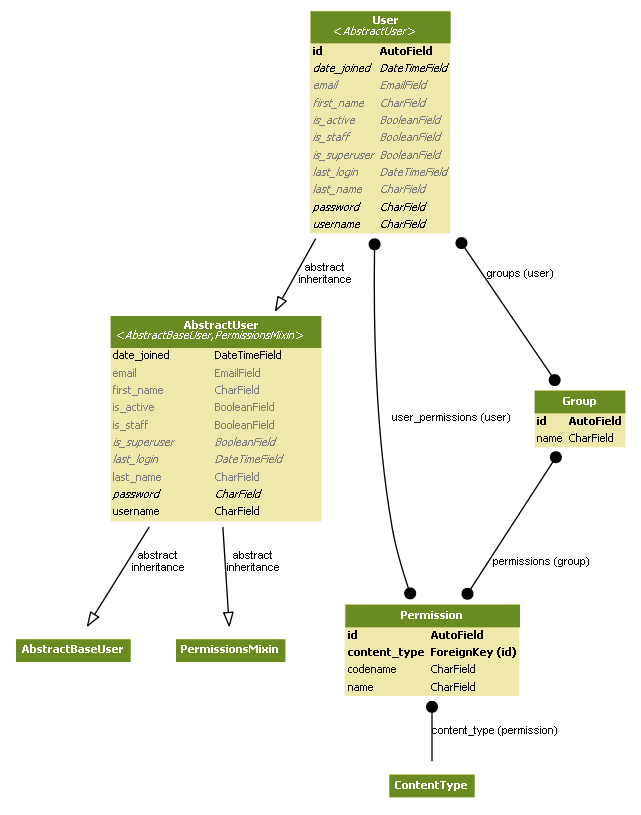 User
<AbstractUser>
id AutoField
date_joined DateTimeField
email EmailField
first_name CharField
is_active BooleanField
is_staff BooleanField
is_superuser BooleanField
last_login DateTimeField
last_name CharField
password CharField
username CharField
abstract
inheritance
groups (user)
AbstractUser
<AbstractBaseUser,PermissionsMixin>
date_joined DateTimeField
email EmailField
first_name CharField
is_active BooleanField
is_staff BooleanField
is_superuser BooleanField
last_login DateTimeField
last_name CharField
password CharField
username CharField
user_permissions (user)
Group
id AutoField
name CharField
abstract
inheritance
abstract
inheritance
permissions (group)
AbstractBaseUser
PermissionsMixin
Permission
id AutoField
content_type ForeignKey (id)
codename CharField
name CharField
content_type (permission)
ContentType